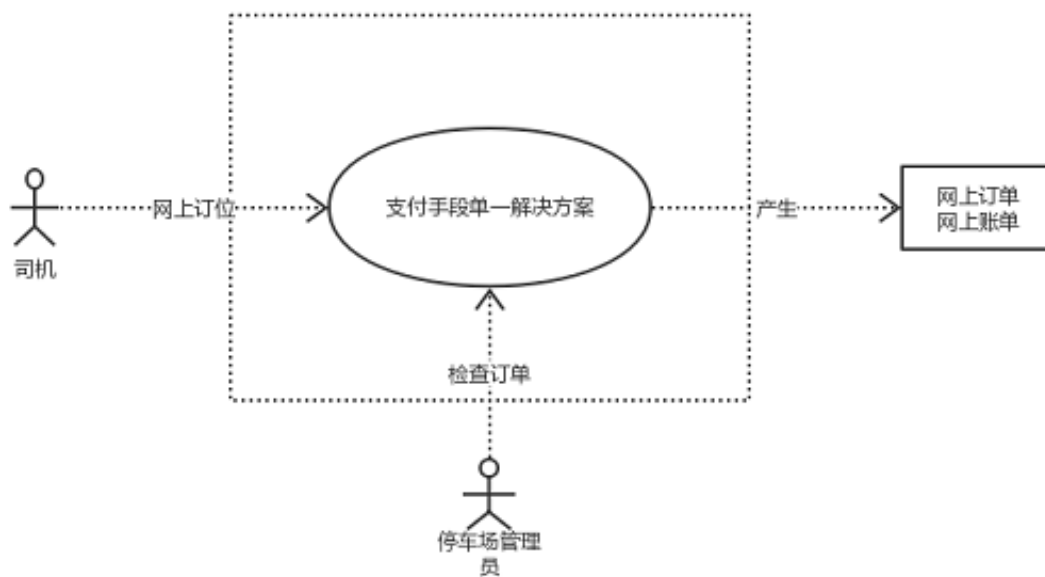 网上订位
支付手段单一解决方案
产生
网上订单
网上账单
司机
检查订单
停车场管理
员